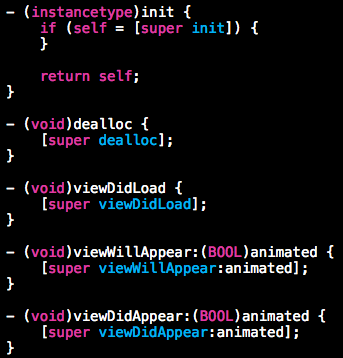 - (instancetype)init {
    if (self = [super init]) {
    }

    return self;
}

- (void)dealloc {
    [super dealloc];
}

- (void)viewDidLoad {
    [super viewDidLoad];
}

- (void)viewWillAppear:(BOOL)animated {
    [super viewWillAppear:animated];
}

- (void)viewDidAppear:(BOOL)animated {
    [super viewDidAppear:animated];
}